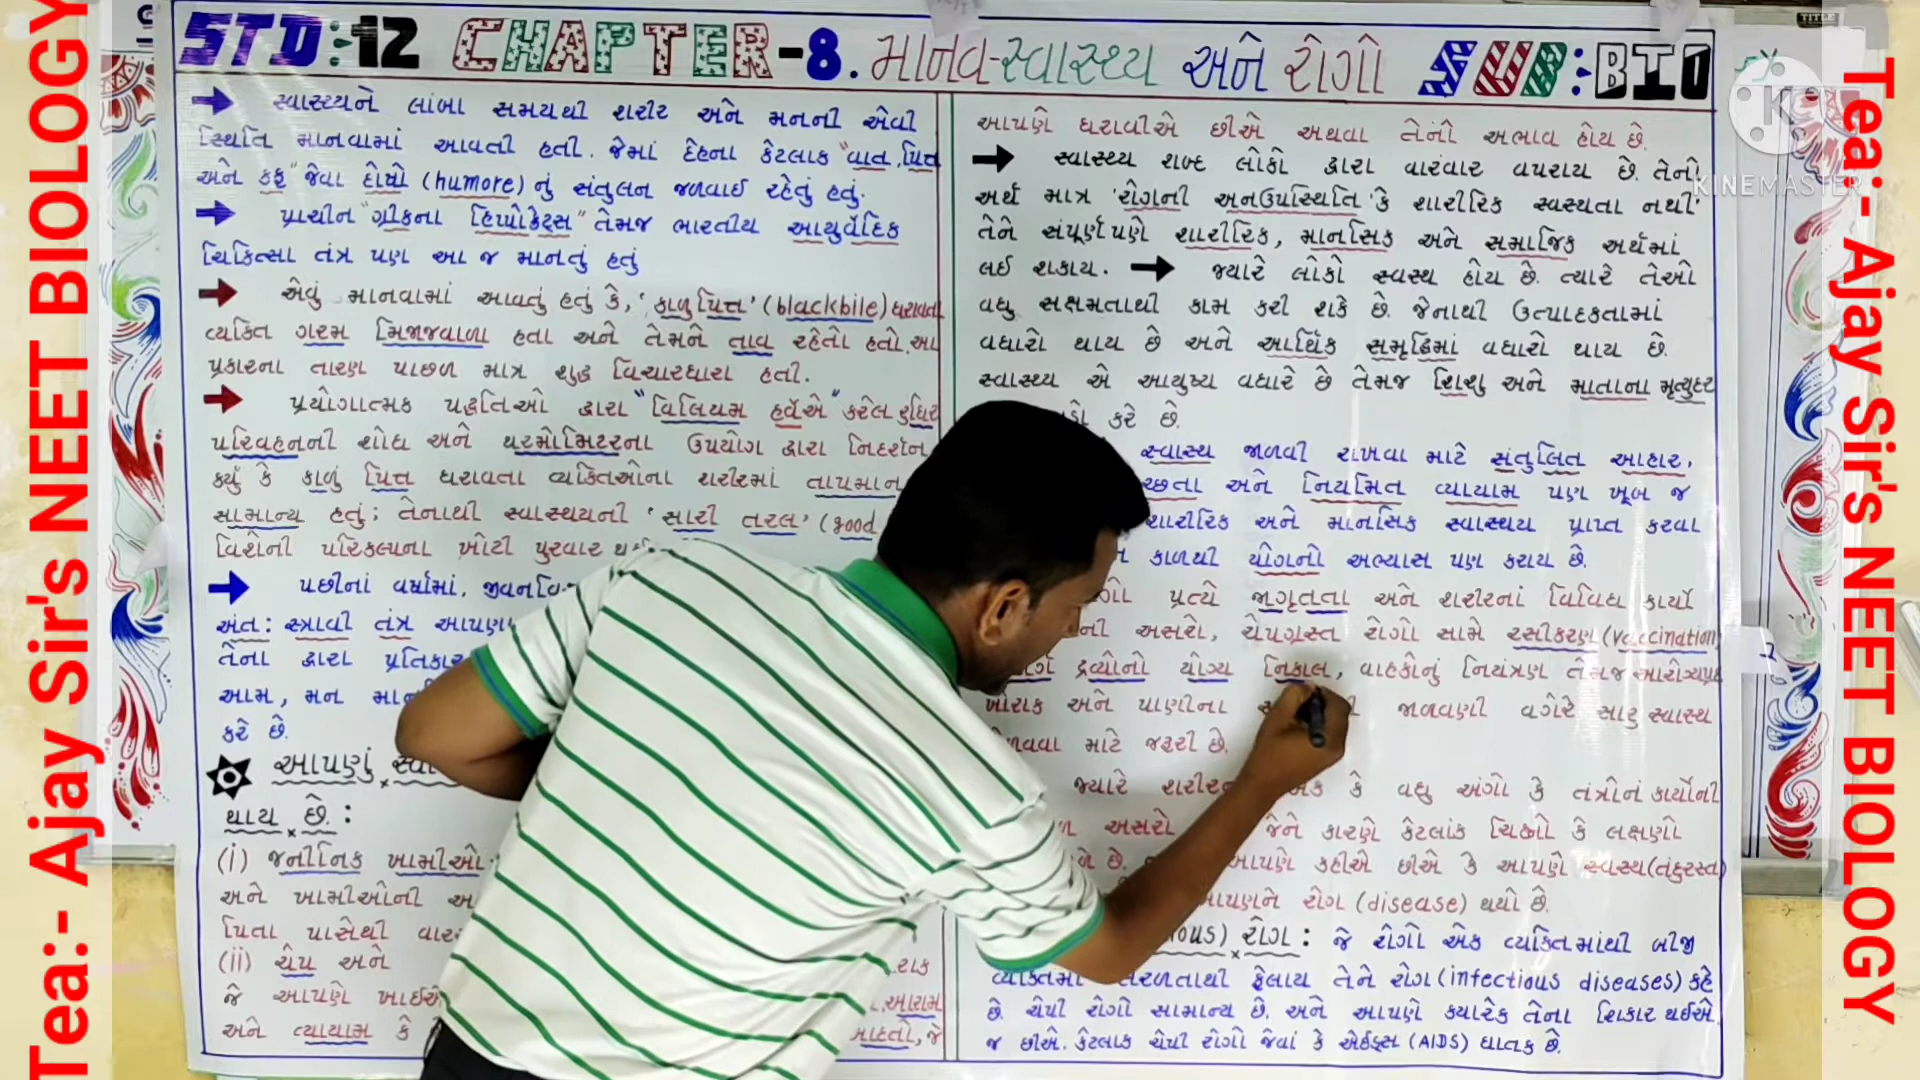 STD:12 CHAPTER-8. માનવ-સ્વાસ્થ્ય અને રોગો SUB:BIO
Tea:- Ajay Sir's NEET BIOLOGY
સ્વાસ્થ્યને લાંબા સમયથી શરીર અને મનની એવી
સ્થિતિ માનવામાં આવતી હતી. જેમાં દેહના કેટલાક "વાત, પિત્ત
અને કફ" જેવા દોષો (humore) નું સંતુલન જળવાઈ રહેતું હતું.
→ પ્રાચીન "ગ્રીકના હિપોક્રેટ્સ" તેમજ ભારતીય આયુર્વેદિક
ચિકિત્સા તંત્ર પણ આ જ માનતું હતું
→ એવું માનવામાં આવતું હતું કે, 'કાળુ પિત્ત' (blackbile) ધરાવતી
વ્યકિત ગરમ મિજાજવાળા હતા અને તેમને તાવ રહેતો હતો. આ
પ્રકારના તારણ પાછળ માત્ર શુદ્ધ વિચારધારા હતી.
→ પ્રયોગાત્મક પદ્ધતિઓ દ્વારા "વિલિયમ હર્વેએ" કરેલ રુધિર
પરિવહનની શોધ અને થરમોમિટરના ઉપયોગ દ્વારા નિદર્શન
કર્યું કે કાળું પિત્ત ધરાવતા વ્યકિતઓના શરીરમાં તાપમાન
સામાન્ય હતું; તેનાથી સ્વાસ્થયની 'સારી તરલ' (good
વિશેની પરિકલ્પના ખોટી પુરવાર થઈ
→ પછીનાં વર્ષોમાં, જીવનવિ
અંત: સ્ત્રાવી તંત્ર આપણા
તેના દ્વારા પ્રતિકાર
આમ, મન
કરે છે.
આપણું
થાય છે. :
(i) જનીનિક ખામીઓ
અને ખામીઓની
પિતા પાસેથી
(ii) ચેપ અને
જે આપણે આરામ
અને વ્યાયામ કે જે
આપણે ધરાવીએ છીએ અથવા તેની અભાવ હોય છે.
→ સ્વાસ્થ્ય શબ્દ લોકો દ્વારા વારંવાર વપરાય છે. તેનો
અર્થ માત્ર 'રોગની અનઉપસ્થિતિ' કે શારીરિક સ્વસ્થતા નથી'
તેને સંપૂર્ણપણે શારીરિક, માનસિક અને સમાજિક અર્થમાં
લઈ શકાય. → જ્યારે લોકો સ્વસ્થ હોય છે. ત્યારે તેઓ
વધુ સક્ષમતાથી કામ કરી શકે છે. જેનાથી ઉત્પાદકતામાં
વધારો થાય છે અને આર્થિક સમૃદ્ધિમાં વધારો થાય છે.
સ્વાસ્થ્ય એ આયુષ્ય વધારે છે તેમજ શિશુ અને માતાના મૃત્યુદર
કરે છે.
સ્વાસ્થ્ય જાળવી રાખવા માટે સંતુલિત આહાર,
અને નિયમિત વ્યાયામ પણ ખૂબ જ
શારીરિક અને માનસિક સ્વાસ્થય પ્રાપ્ત કરવા
કાળથી યોગનો અભ્યાસ પણ કરાય છે.
પ્રત્યે જાગૃતતા અને શરીરનાં વિવિધ કાર્યો
અસરો, ચેપગ્રસ્ત રોગો સામે રસીકરણ (vaccination)
દ્રવ્યોનો યોગ્ય નિકાલ, વાહકોનું નિયંત્રણ તેમજ
ખોરાક અને પાણીના જાળવણી વગેરે સારુ સ્વાસ્થ
માટે જરૂરી છે.
જ્યારે કે વધુ અંગો કે તંત્રોનં કાર્યોની
અસરો જેને કારણે કેટલાંક ચિહ્નો કે લક્ષણો
છે. આપણે કહીએ છીએ કે આપણે સ્વસ્થ(તંદુરસ્ત)
આપણને રોગ (disease) થયો છે.
રોગ : જે રોગો એક વ્યકિતમાંથી બીજી
સરળતાથી ફેલાય તેને રોગ (infectious diseases) કહે
છે. ચેપી રોગો સામાન્ય છે. અને આપણે ક્યારેક તેના શિકાર થઈએ
જ છીએ. કેટલાક ચેપી રોગો જેવાં કે એઈડ્સ (AIDS) ઘાતક છે.
KINEMASTER
Tea:- Ajay Sir's NEET BIOLOGY